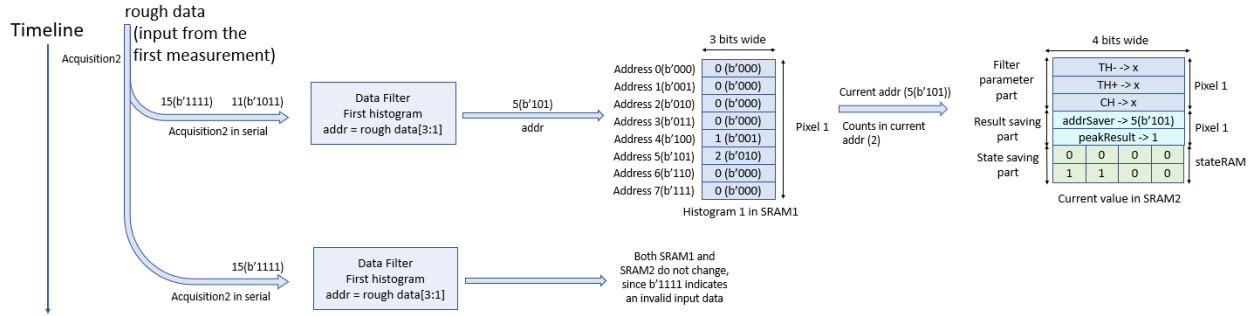 Timeline
rough data
(input from the
first measurement)
Acquisition2
15(b'1111) 11(b'1011)
Acquisition2 in serial
Data Filter
First histogram
addr = rough data[3:1]
5(b'101)
addr
3 bits wide
Address 0(b'000) 0 (b'000)
Address 1(b'001) 0 (b'000)
Address 2(b'010) 0 (b'000)
Address 3(b'011) 0 (b'000)
Address 4(b'100) 1 (b'001)
Address 5(b'101) 2 (b'010)
Address 6(b'110) 0 (b'000)
Address 7(b'111) 0 (b'000)
Pixel 1
Histogram 1 in SRAM1
Current addr (5(b'101))
Counts in current
addr (2)
4 bits wide
Filter
parameter
part
TH- -> x
TH+ -> x
CH -> x
Pixel 1
Result saving
part
addrSaver -> 5(b'101)
peakResult -> 1
Pixel 1
State saving
part
0 0 0 0
1 1 0 0
stateRAM
Current value in SRAM2
15(b'1111)
Acquisition2 in serial
Data Filter
First histogram
addr = rough data[3:1]
Both SRAM1 and
SRAM2 do not change,
since b'1111 indicates
an invalid input data